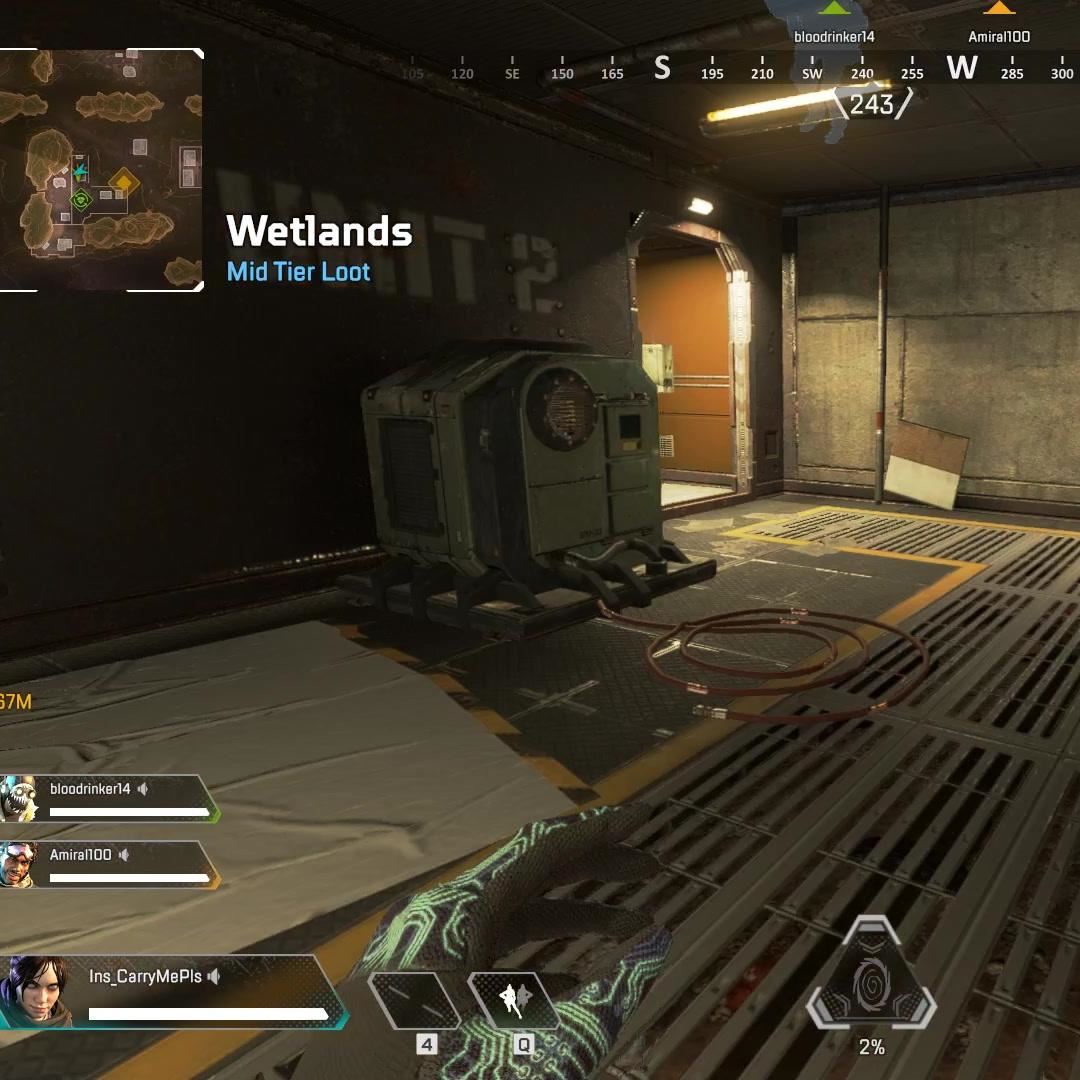 bloodrinker14
Amiral100
105 120 SE 150 165 S 195 210 SW 240 255 W 285 300
243
Wetlands
Mid Tier Loot
2
67M
bloodrinker14
Amiral100
Ins_CarryMePls
4
Q
2%